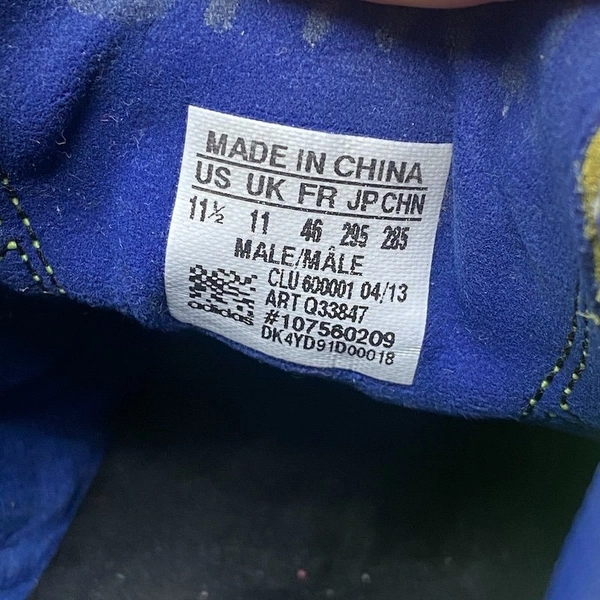 MADE IN CHINA
US UK FR JP CHN
11½ 11 46 295 285
MALE/MÂLE
CLU 600001 04/13
ART Q33847
#107560209
adidas DK4YD91D00018